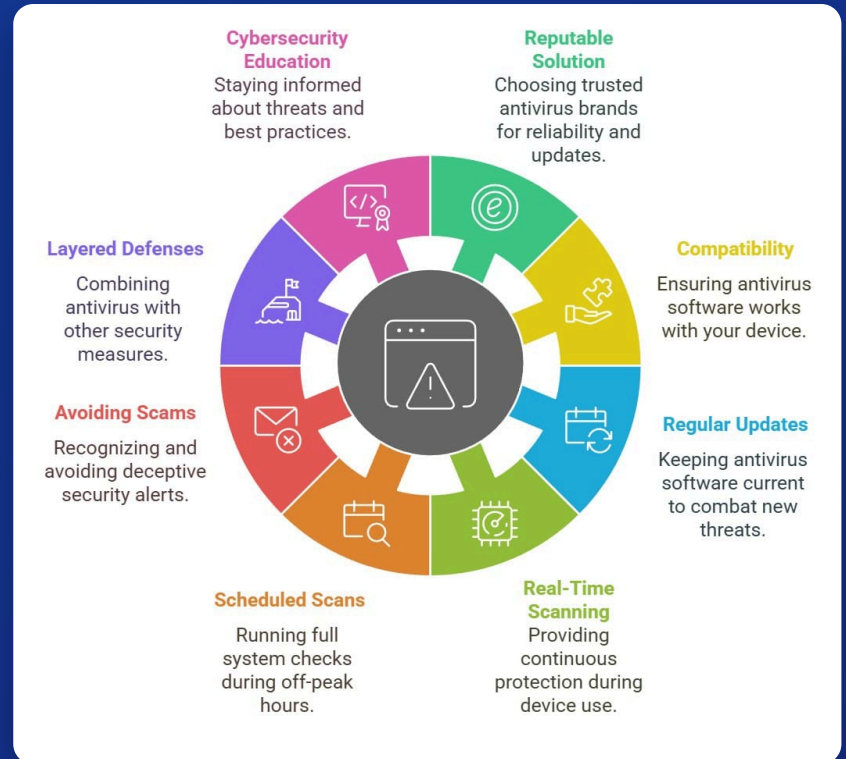 Cybersecurity
Education
Staying informed
about threats and
best practices.
Reputable
Solution
Choosing trusted
antivirus brands
for reliability and
updates.
Layered Defenses
Combining
antivirus with
other security
measures.
Compatibility
Ensuring antivirus
software works
with your device.
Avoiding Scams
Recognizing and
avoiding deceptive
security alerts.
Regular Updates
Keeping antivirus
software current
to combat new
threats.
Scheduled Scans
Running full
system checks
during off-peak
hours.
Real-Time
Scanning
Providing
continuous
protection during
device use.